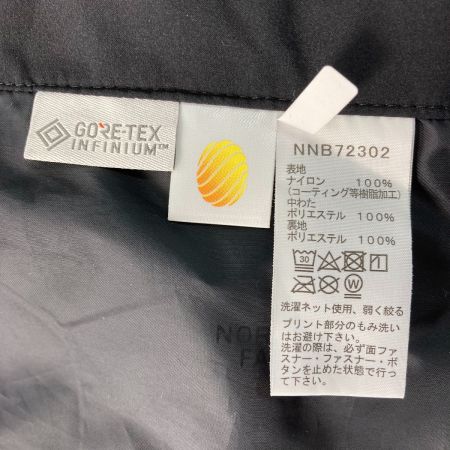 GORE-TEX
INFINIUM™
NNB72302
表地
ナイロン 100%
(コーティング等樹脂加工)
中わた
ポリエステル 100%
裏地
ポリエステル 100%
30
W
洗濯ネット使用、弱く絞る
プリント部分のもみ洗い
はお避け下さい。
洗濯の際は、必ず面ファ
スナー・ファスナー・ボ
タンを止めた状態で行っ
て下さい。
NOR
FA